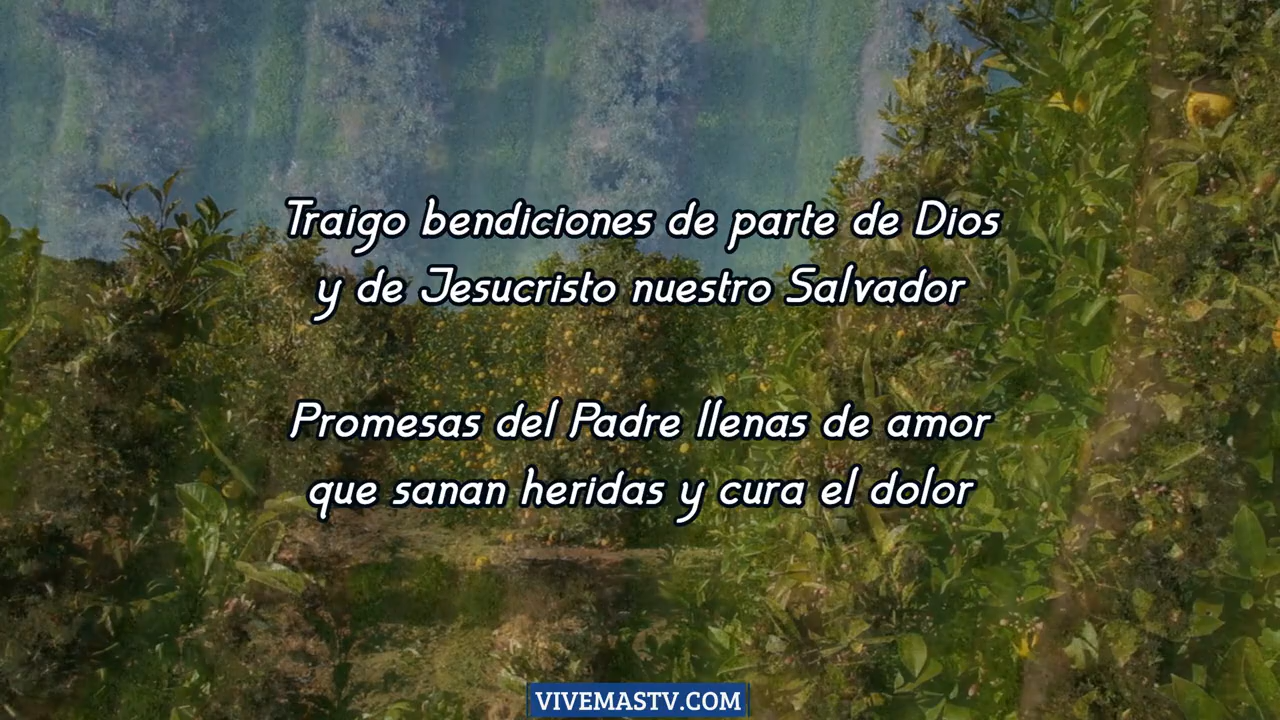 Traigo bendiciones de parte de Dios
y de Jesucristo nuestro Salvador
Promesas del Padre llenas de amor
que sanan heridas y cura el dolor
VIVEMASTV.COM